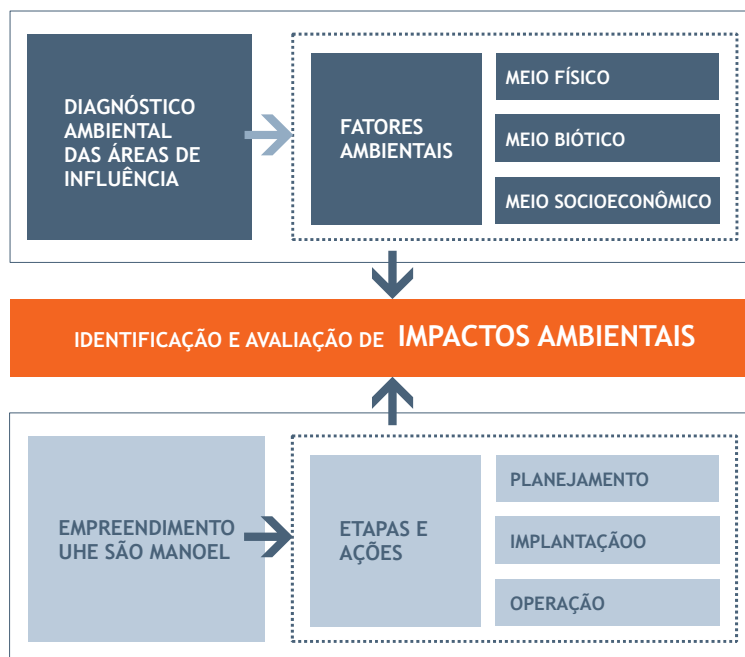 DIAGNÓSTICO
AMBIENTAL
DAS ÁREAS DE
INFLUÊNCIA
FATORES
AMBIENTAIS
MEIO FÍSICO
MEIO BIÓTICO
MEIO SOCIOECONÔMICO
IDENTIFICAÇÃO E AVALIAÇÃO DE IMPACTOS AMBIENTAIS
EMPREENDIMENTO
UHE SÃO MANOEL
ETAPAS E
AÇÕES
PLANEJAMENTO
IMPLANTAÇÃOO
OPERAÇÃO